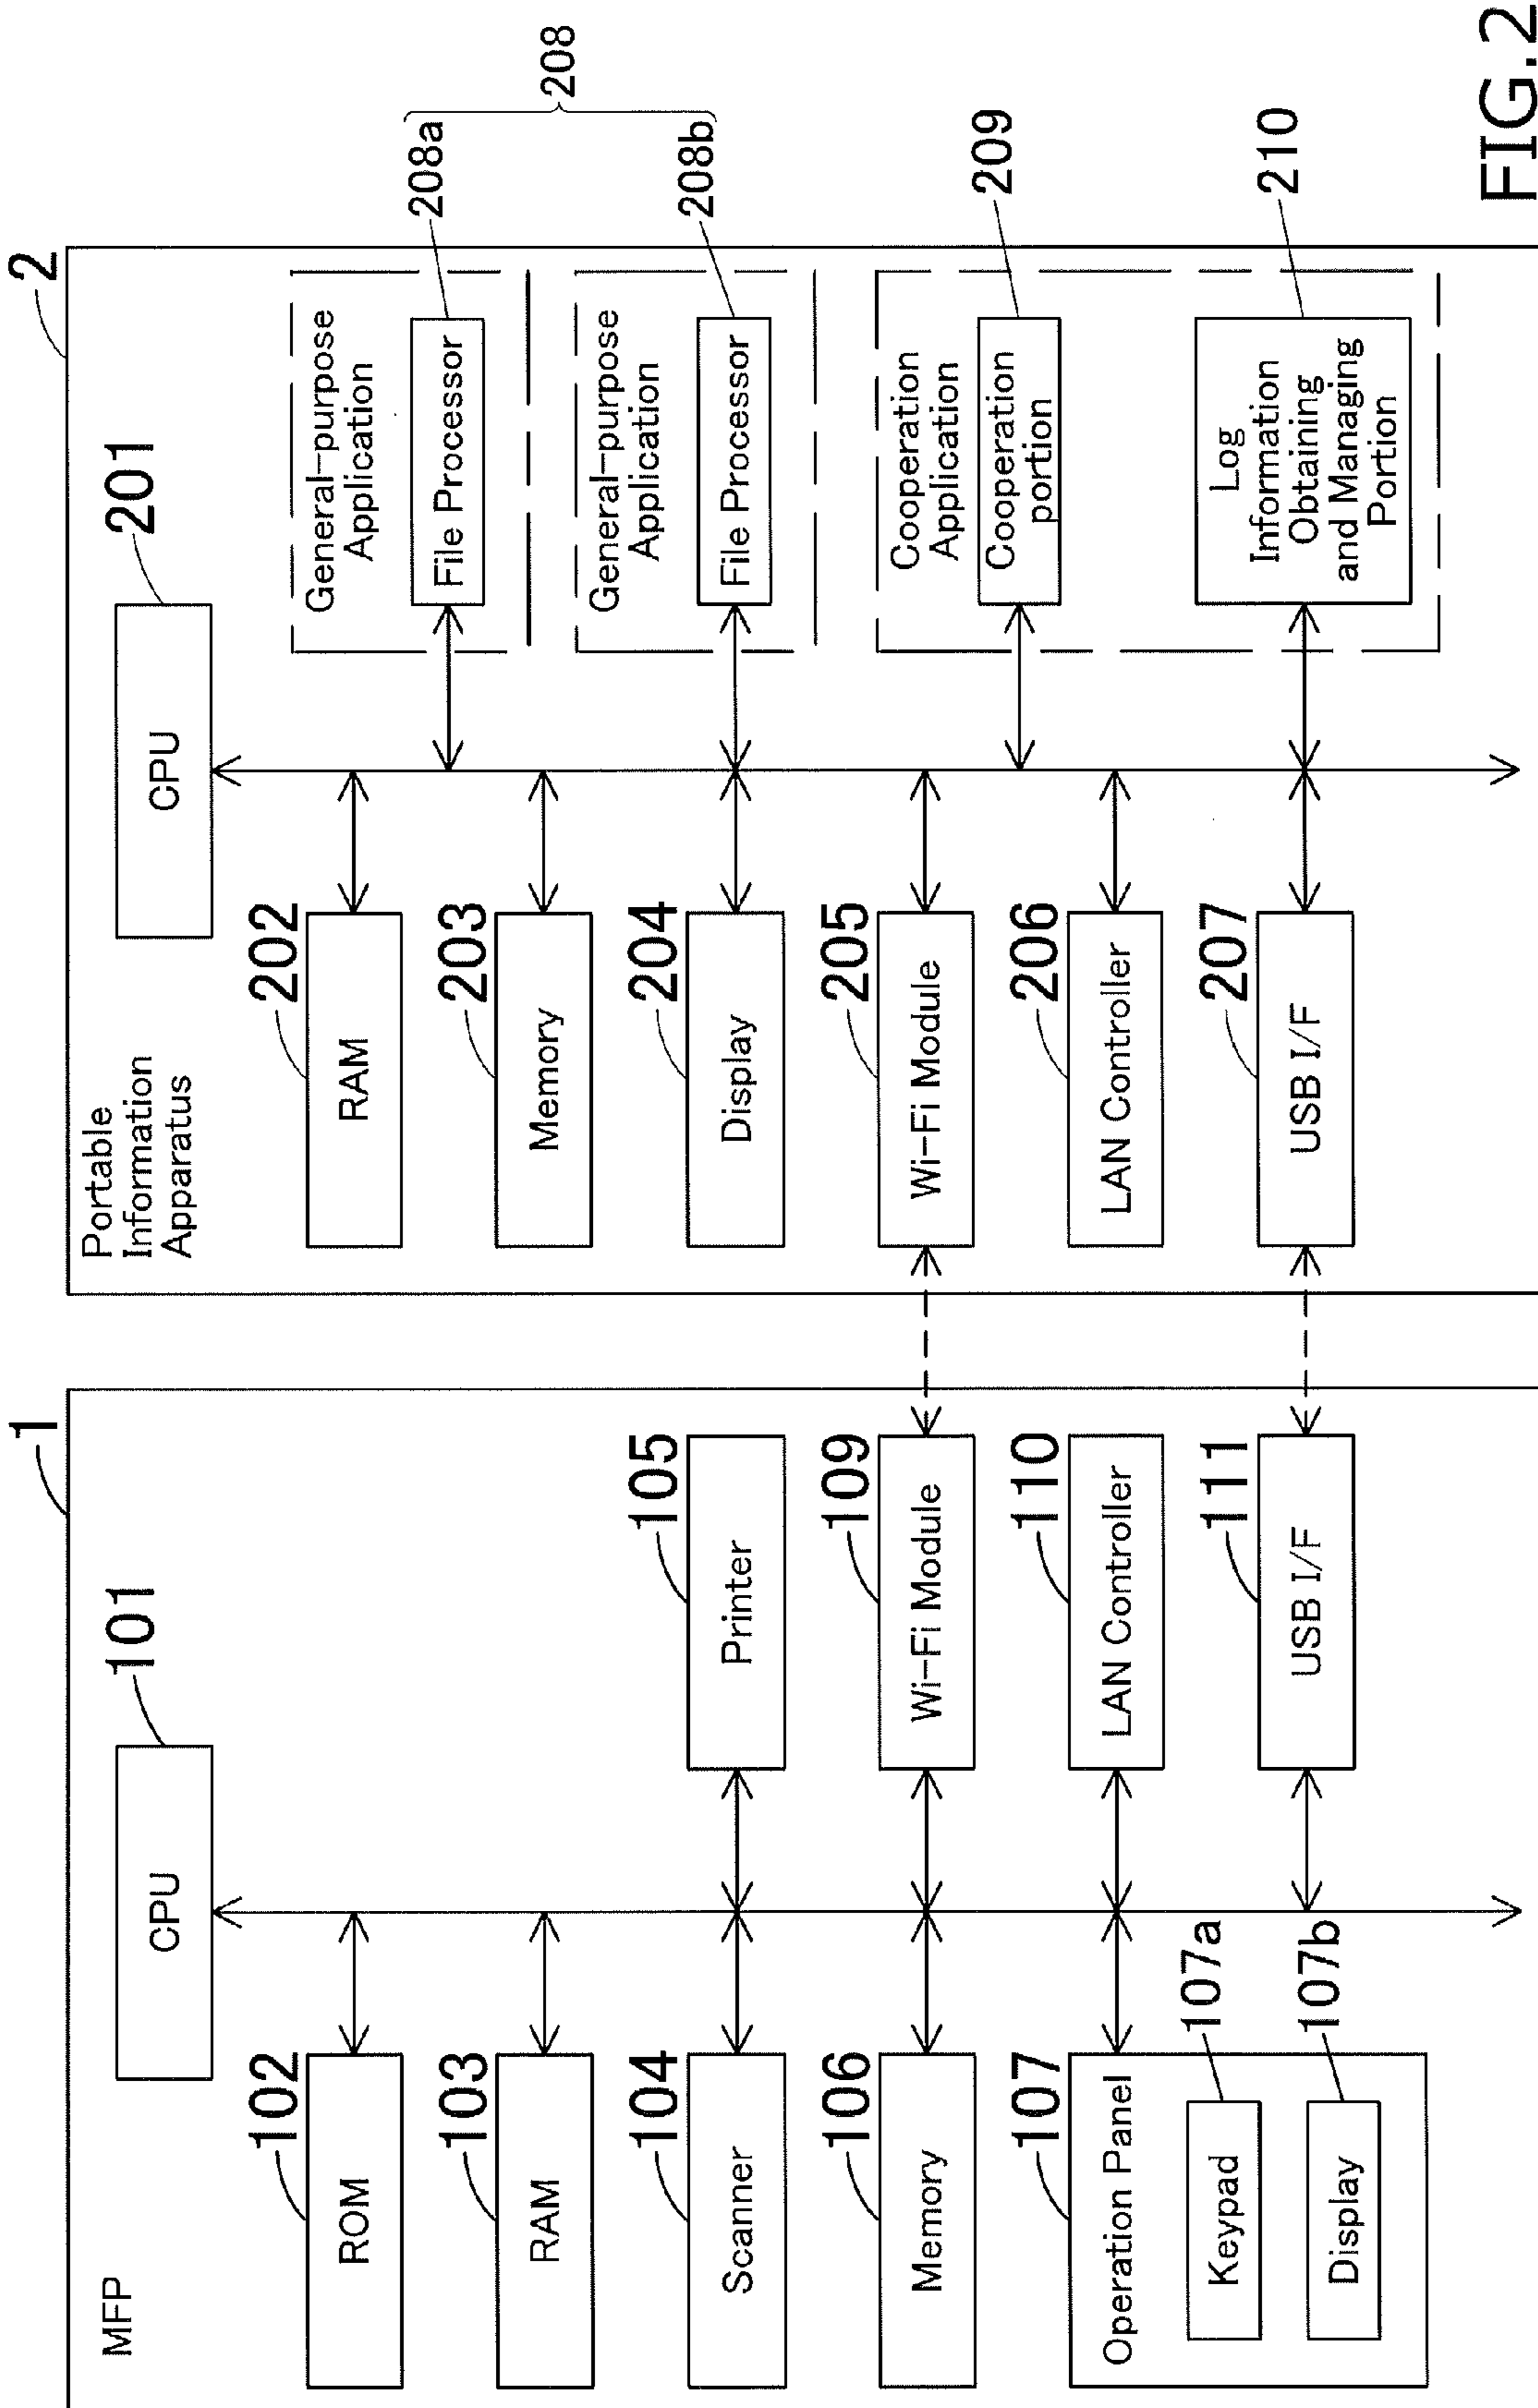 1
MFP
101
CPU
102
ROM
103
RAM
104
Scanner
105
Printer
106
Memory
109
Wi-Fi Module
107
Operation Panel
107a
Keypad
107b
Display
110
LAN Controller
111
USB I/F
2
Portable
Information
Apparatus
201
CPU
202
RAM
203
Memory
204
Display
205
Wi-Fi Module
206
LAN Controller
207
USB I/F
General-purpose
Application
File Processor
208a
General-purpose
Application
File Processor
208b
208
Cooperation
Application
Cooperation
portion
209
Log
Information
Obtaining
and Managing
Portion
210
FIG.2